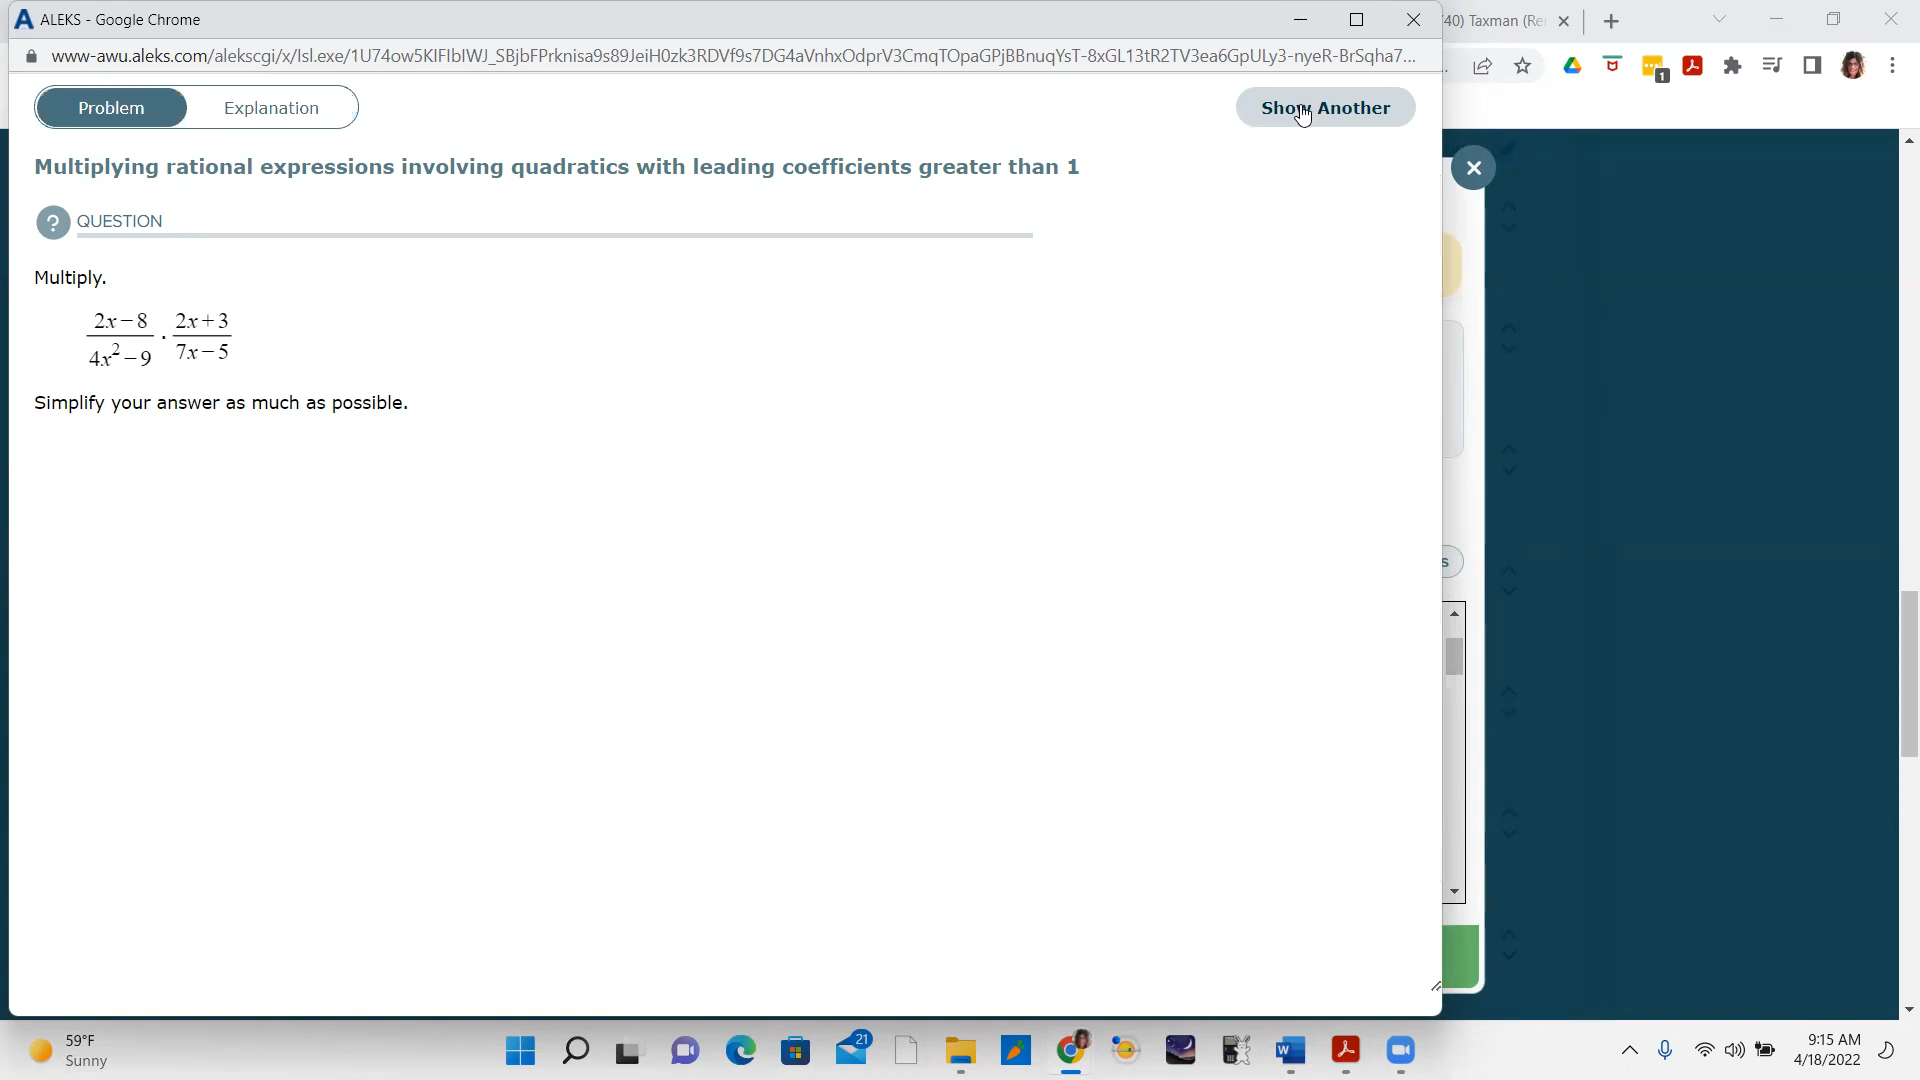 ALEKS - Google Chrome
40) Taxman (Re
www-awu.aleks.com/alekscgi/x/Isl.exe/1U74ow5KIFIbIWJ_SBjbFPrknisa9s89JeiH0zk3RDVf9s7DG4aVnhxOdprV3CmqTOpaGPjBBnuqYsT-8xGL13tR2TV3ea6GpULy3-nyeR-BrSqha7...
1
Problem Explanation Show Another
Multiplying rational expressions involving quadratics with leading coefficients greater than 1
? QUESTION
Multiply.
2x−8 2x+3
4x²−9 · 7x−5
Simplify your answer as much as possible.
s
59°F
Sunny
21
9:15 AM
4/18/2022